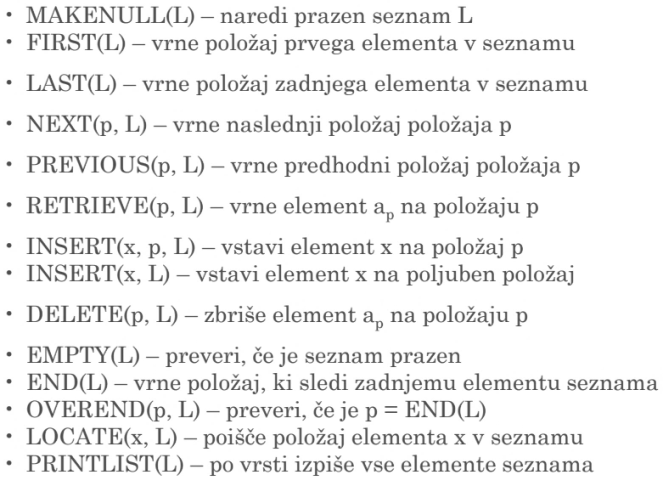 • MAKENULL(L) – naredi prazen seznam L
• FIRST(L) – vrne položaj prvega elementa v seznamu
• LAST(L) – vrne položaj zadnjega elementa v seznamu
• NEXT(p, L) – vrne naslednji položaj položaja p
• PREVIOUS(p, L) – vrne predhodni položaj položaja p
• RETRIEVE(p, L) – vrne element aₚ na položaju p
• INSERT(x, p, L) – vstavi element x na položaj p
• INSERT(x, L) – vstavi element x na poljuben položaj
• DELETE(p, L) – zbriše element aₚ na položaju p
• EMPTY(L) – preveri, če je seznam prazen
• END(L) – vrne položaj, ki sledi zadnjemu elementu seznama
• OVEREND(p, L) – preveri, če je p = END(L)
• LOCATE(x, L) – poišče položaj elementa x v seznamu
• PRINTLIST(L) – po vrsti izpiše vse elemente seznama